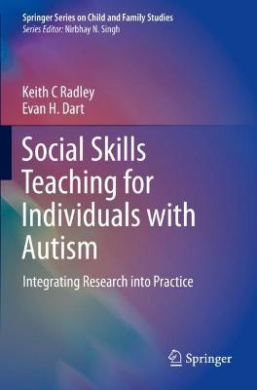 Springer Series on Child and Family Studies
Series Editor: Nirbhay N. Singh
Keith C Radley
Evan H. Dart
Social Skills
Teaching for
Individuals with
Autism
Integrating Research into Practice
Springer